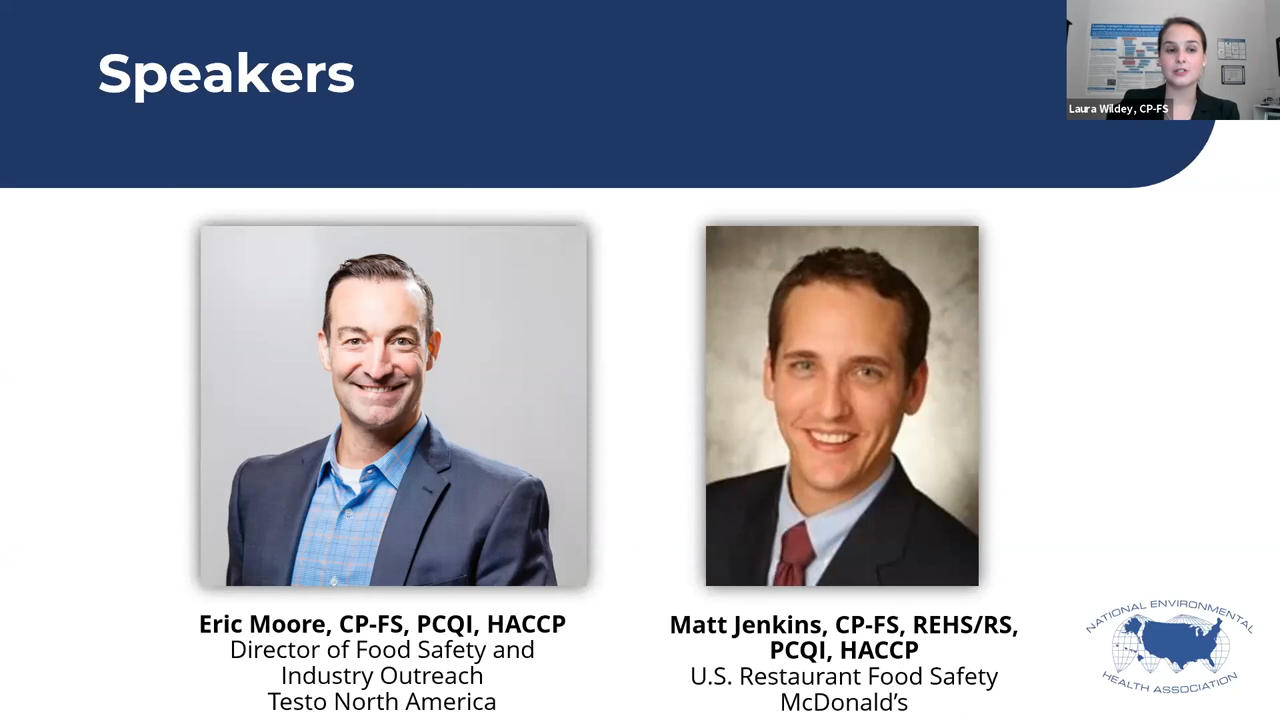 Speakers
Laura Wildey, CP-FS
Eric Moore, CP-FS, PCQI, HACCP
Director of Food Safety and
Industry Outreach
Testo North America
Matt Jenkins, CP-FS, REHS/RS,
PCQI, HACCP
U.S. Restaurant Food Safety
McDonald's
NATIONAL ENVIRONMENTAL
HEALTH ASSOCIATION